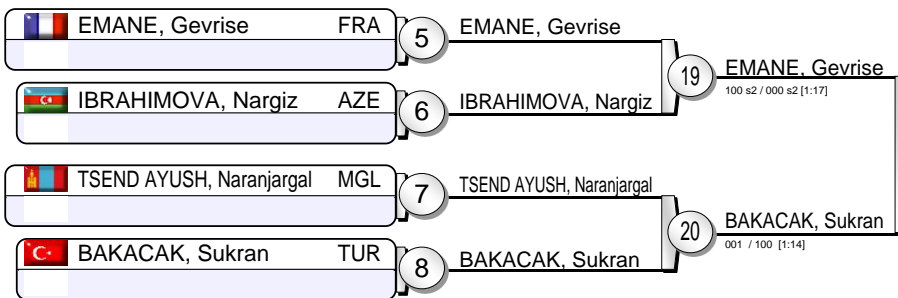 EMANE, Gevrise FRA 5 EMANE, Gevrise
19 EMANE, Gevrise
100 s2 / 000 s2 [1:17]
IBRAHIMOVA, Nargiz AZE 6 IBRAHIMOVA, Nargiz
TSEND AYUSH, Naranjargal MGL 7 TSEND AYUSH, Naranjargal
20 BAKACAK, Sukran
001 / 100 [1:14]
BAKACAK, Sukran TUR 8 BAKACAK, Sukran